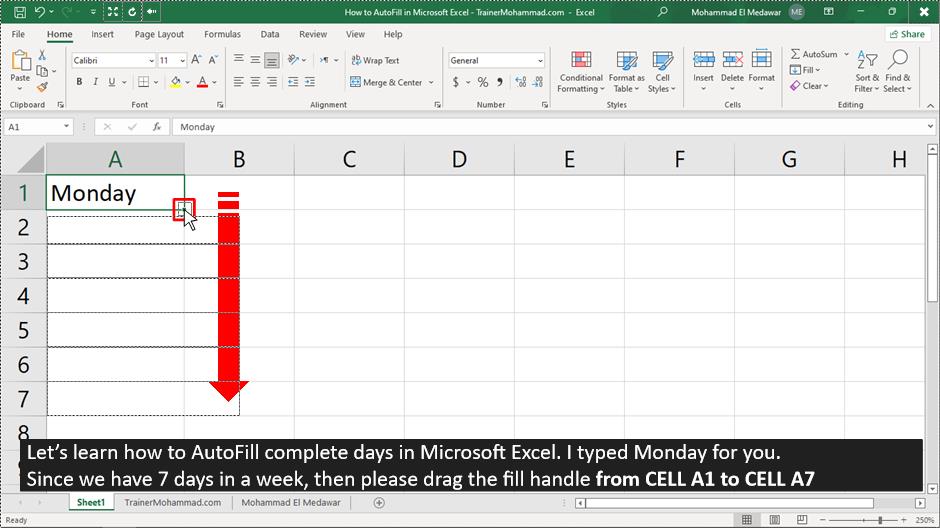 How to AutoFill in Microsoft Excel - TrainerMohammad.com - Excel
Mohammad El Medawar ME
File Home Insert Page Layout Formulas Data Review View Help Share
Paste
Clipboard
Calibri 11 A A
B I U A
Font
Wrap Text
Merge & Center
Alignment
General
$ % ,
Number
Conditional Formatting
Format as Table
Cell Styles
Styles
Insert Delete Format
Cells
AutoSum
Fill
Clear
Sort & Filter
Find & Select
Editing
A1 fx Monday
A B C D E F G H
1 Monday
2
3
4
5
6
7
8
Let’s learn how to AutoFill complete days in Microsoft Excel. I typed Monday for you.
Since we have 7 days in a week, then please drag the fill handle from CELL A1 to CELL A7
Sheet1 TrainerMohammad.com Mohammad El Medawar
Ready 250%